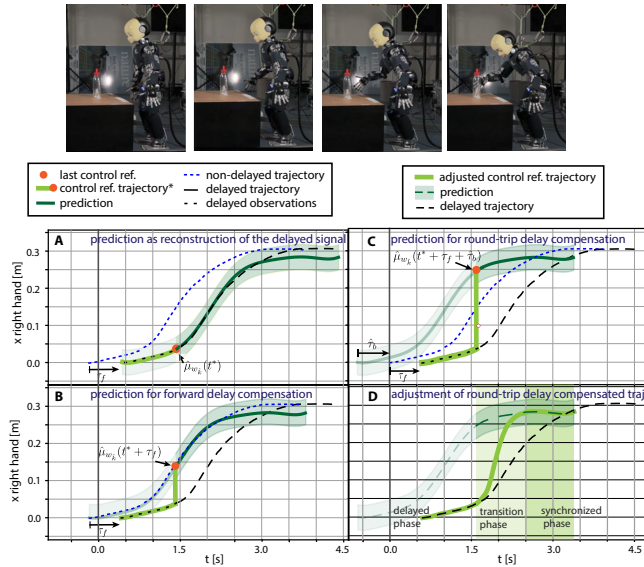 last control ref.
control ref. trajectory*
prediction
non-delayed trajectory
delayed trajectory
delayed observations
adjusted control ref. trajectory
prediction
delayed trajectory
A prediction as reconstruction of the delayed signal
x right hand [m]
0.3
0.2
0.1
0.0
μ̂wk(t*)
τf
C prediction for round-trip delay compensation
μ̂wk(t* + τf + τ̂b)
τ̂b
τf
B prediction for forward delay compensation
x right hand [m]
0.3
0.2
0.1
0.0
μ̂wk(t* + τf)
τf
0.0 1.5 3.0 4.5
t [s]
D adjustment of round-trip delay compensated traj
delayed phase
transition phase
synchronized phase
0.0 1.5 3.0 4.5
t [s]